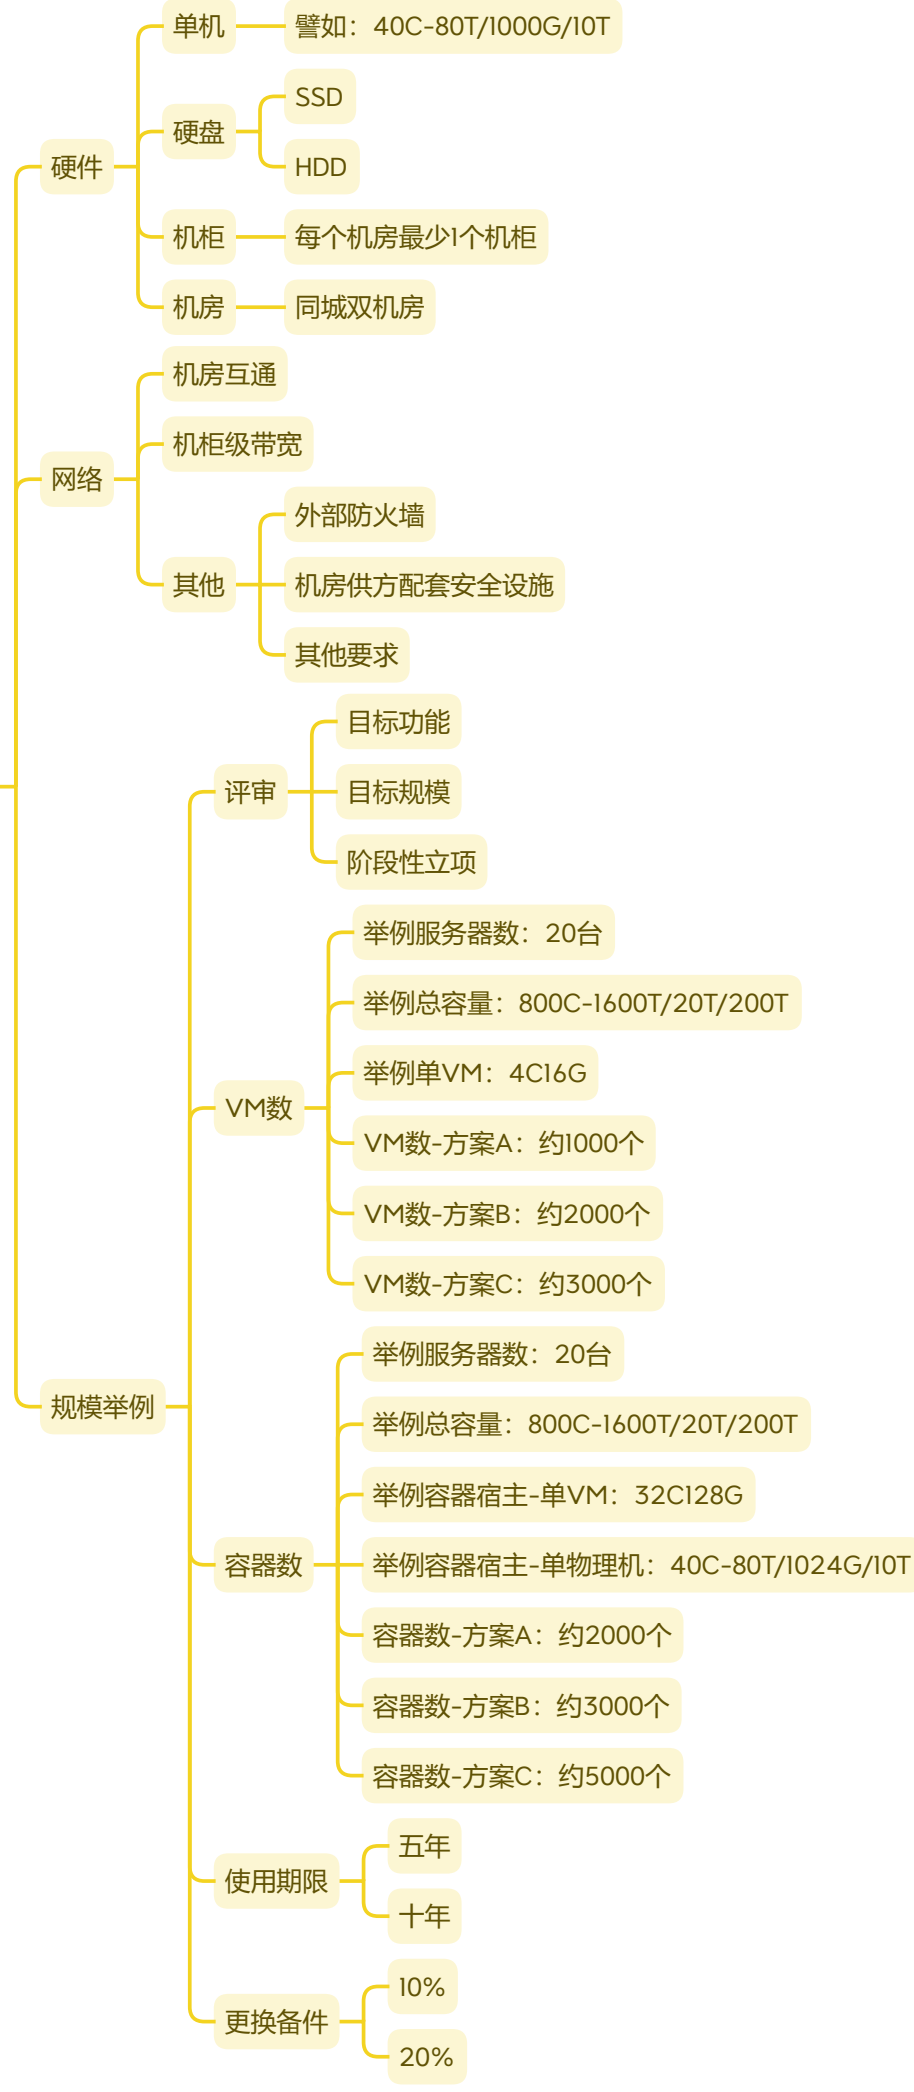 硬件
单机
譬如：40C-80T/1000G/10T
硬盘
SSD
HDD
机柜
每个机房最少1个机柜
机房
同城双机房
网络
机房互通
机柜级带宽
其他
外部防火墙
机房供方配套安全设施
其他要求
规模举例
评审
目标功能
目标规模
阶段性立项
VM数
举例服务器数：20台
举例总容量：800C-1600T/20T/200T
举例单VM：4C16G
VM数-方案A：约1000个
VM数-方案B：约2000个
VM数-方案C：约3000个
容器数
举例服务器数：20台
举例总容量：800C-1600T/20T/200T
举例容器宿主-单VM：32C128G
举例容器宿主-单物理机：40C-80T/1024G/10T
容器数-方案A：约2000个
容器数-方案B：约3000个
容器数-方案C：约5000个
使用期限
五年
十年
更换备件
10%
20%